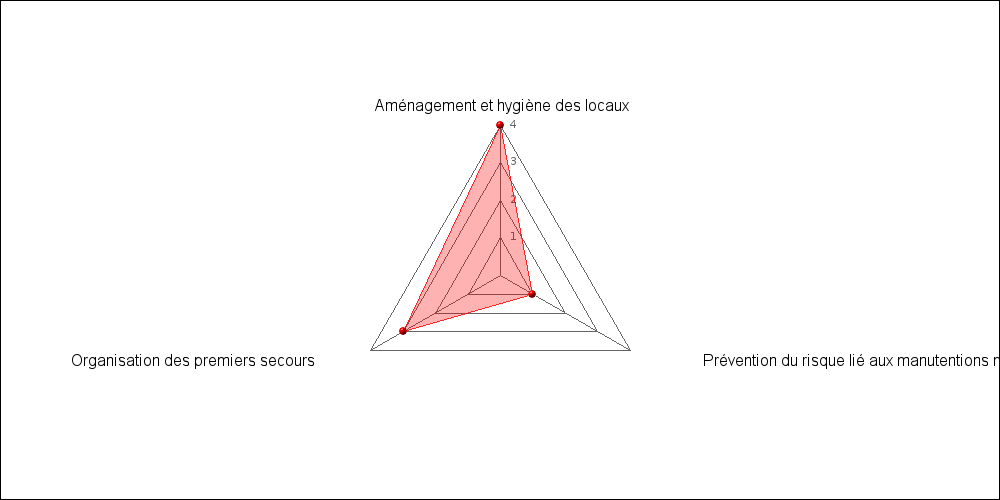 Aménagement et hygiène des locaux
4
3
2
1
Organisation des premiers secours
Prévention du risque lié aux manutentions